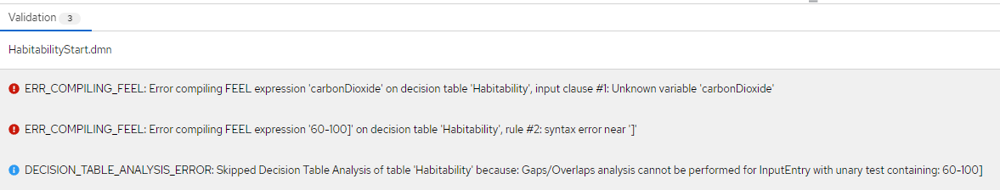 Validation 3
HabitabilityStart.dmn
ERR_COMPILING_FEEL: Error compiling FEEL expression 'carbonDioxide' on decision table 'Habitability', input clause #1: Unknown variable 'carbonDioxide'
ERR_COMPILING_FEEL: Error compiling FEEL expression '60-100]' on decision table 'Habitability', rule #2: syntax error near ']'
DECISION_TABLE_ANALYSIS_ERROR: Skipped Decision Table Analysis of table 'Habitability' because: Gaps/Overlaps analysis cannot be performed for InputEntry with unary test containing: 60-100]